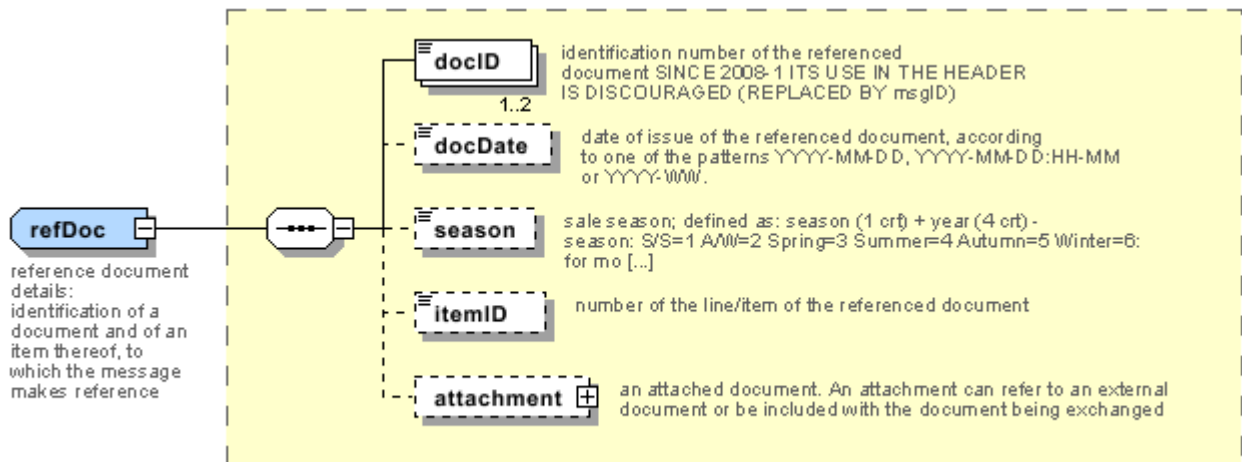 docID
1..2
identification number of the referenced
document SINCE 2008-1 ITS USE IN THE HEADER
IS DISCOURAGED (REPLACED BY msgID)
docDate
date of issue of the referenced document, according
to one of the patterns YYYY-MM-DD, YYYY-MM-DD:HH-MM
or YYYY-WW.
refDoc
reference document
details:
identification of a
document and of an
item thereof, to
which the message
makes reference
season
sale season; defined as: season (1 crt) + year (4 crt) -
season: S/S=1 A/W=2 Spring=3 Summer=4 Autumn=5 Winter=6:
for mo [...]
itemID
number of the line/item of the referenced document
attachment
an attached document. An attachment can refer to an external
document or be included with the document being exchanged